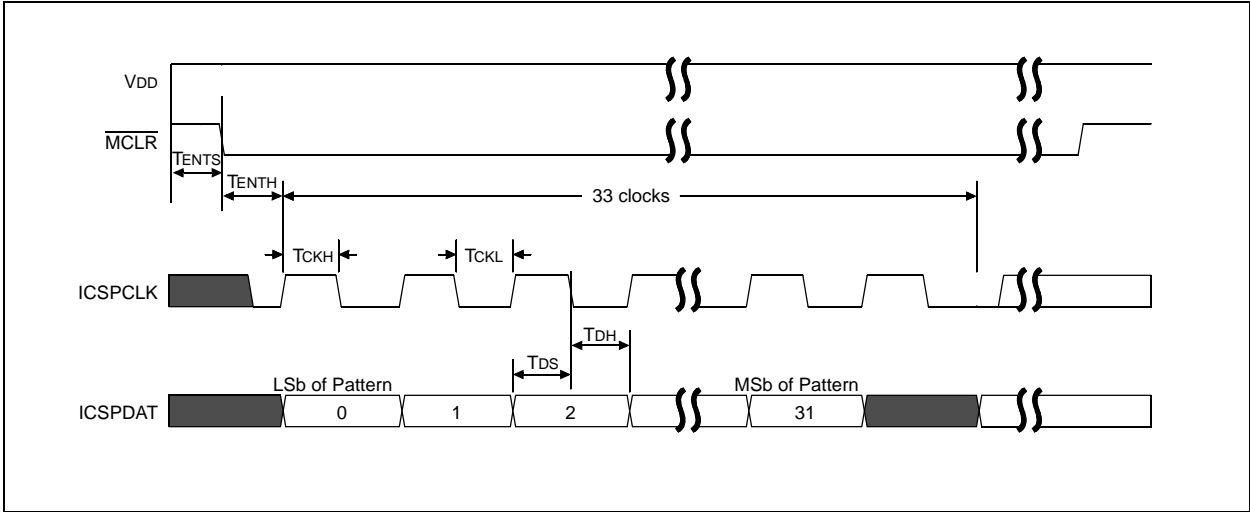 VDD
MCLR
TENTS
TENTH
33 clocks
TCKH
TCKL
ICSPCLK
TDH
TDS
LSb of Pattern
MSb of Pattern
ICSPDAT
0
1
2
31